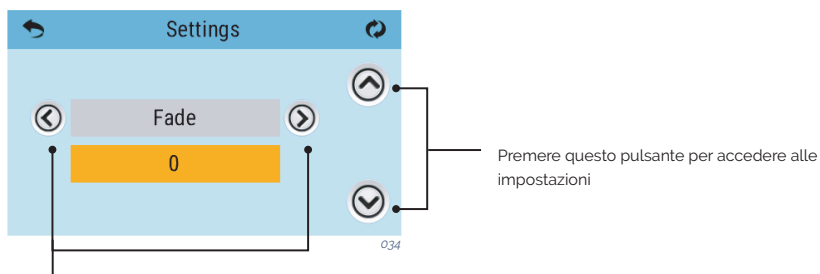 Settings
Fade
0
Premere questo pulsante per accedere alle
impostazioni
034